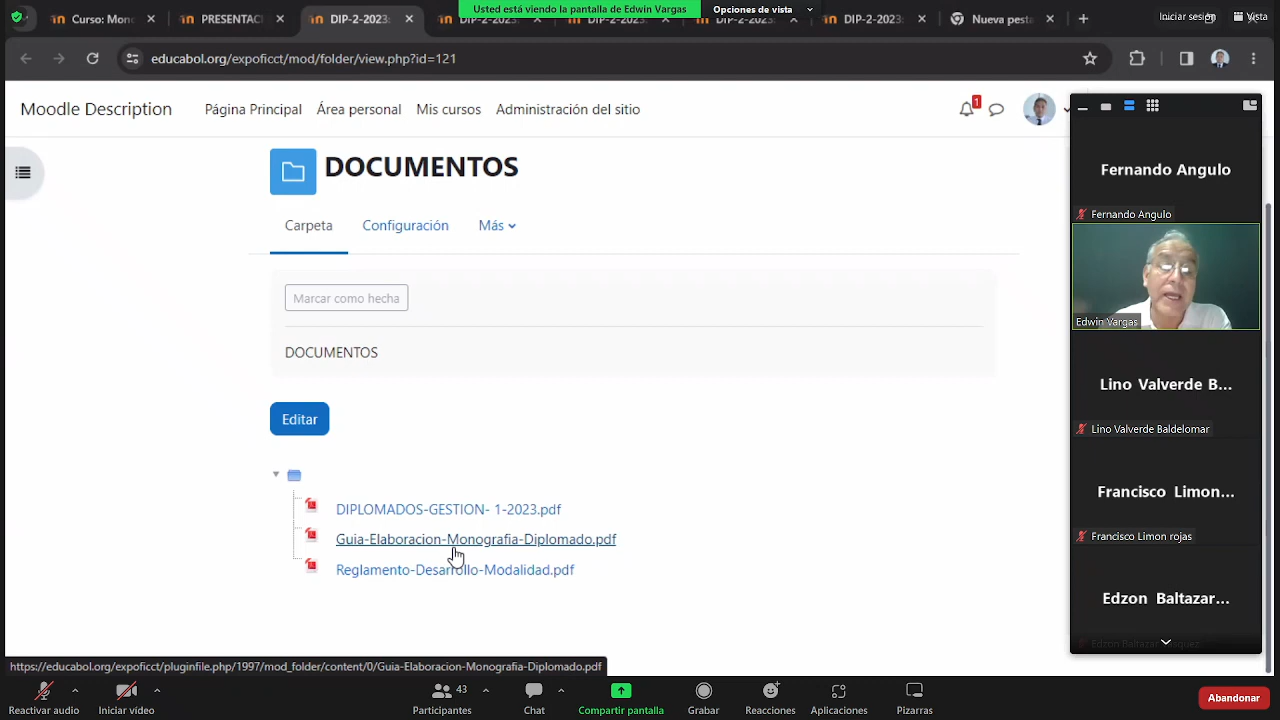 Usted está viendo la pantalla de Edwin Vargas
Opciones de vista
Curso: Mon
PRESENTACI
DIP-2-2023:
DIP-2-2023:
DIP-2-2023:
DIP-2-2023:
DIP-2-2023:
Nueva pest
Iniciar sesión
Vista
educabol.org/expoficct/mod/folder/view.php?id=121
Moodle Description
Página Principal
Área personal
Mis cursos
Administración del sitio
1
DOCUMENTOS
Carpeta
Configuración
Más
Marcar como hecha
DOCUMENTOS
Editar
DIPLOMADOS-GESTION- 1-2023.pdf
Guia-Elaboracion-Monografia-Diplomado.pdf
Reglamento-Desarrollo-Modalidad.pdf
https://educabol.org/expoficct/pluginfile.php/1997/mod_folder/content/0/Guia-Elaboracion-Monografia-Diplomado.pdf
Fernando Angulo
Fernando Angulo
Edwin Vargas
Lino Valverde B...
Lino Valverde Baldelomar
Francisco Limon...
Francisco Limon rojas
Edzon Baltazar...
Edzon Baltazar Vasquez
Reactivar audio
Iniciar video
Participantes
43
Chat
Compartir pantalla
Grabar
Reacciones
Aplicaciones
Pizarras
Abandonar